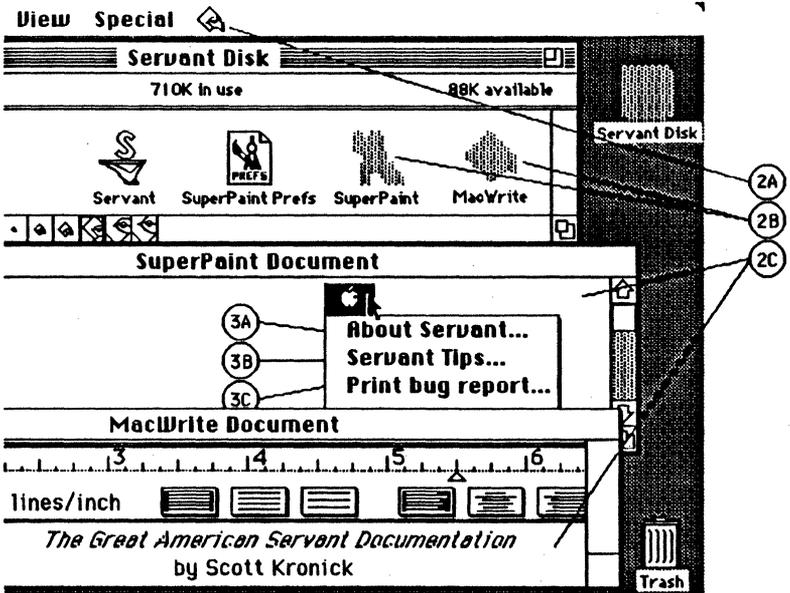 View Special
Servant Disk
710K in use 88K available
Servant Disk
PREFS
Servant SuperPaint Prefs SuperPaint MacWrite
2A
2B
2C
SuperPaint Document
3A
About Servant...
3B
Servant Tips...
3C
Print bug report...
MacWrite Document
3 4 5 6
lines/inch
The Great American Servant Documentation
by Scott Kronick
Trash